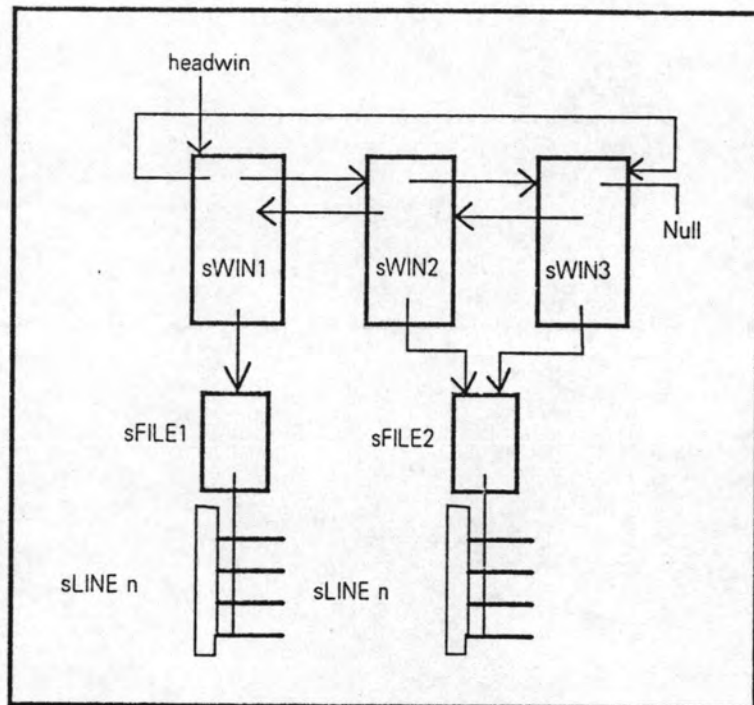 headwin
sWIN1
sWIN2
sWIN3
Null
sFILE1
sFILE2
sLINE n
sLINE n